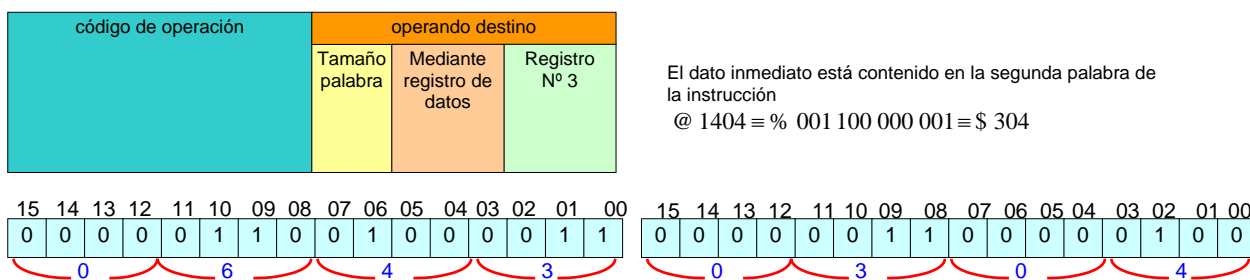 código de operación
operando destino
Tamaño
palabra
Mediante
registro de
datos
Registro
Nº 3
El dato inmediato está contenido en la segunda palabra de
la instrucción
@ 1404 ≡ % 001 100 000 001 ≡ $ 304
15 14 13 12 11 10 09 08 07 06 05 04 03 02 01 00
0 0 0 0 0 1 1 0 0 1 0 0 0 0 1 1
0 6 4 3
15 14 13 12 11 10 09 08 07 06 05 04 03 02 01 00
0 0 0 0 0 0 1 1 0 0 0 0 0 1 0 0
0 3 0 4